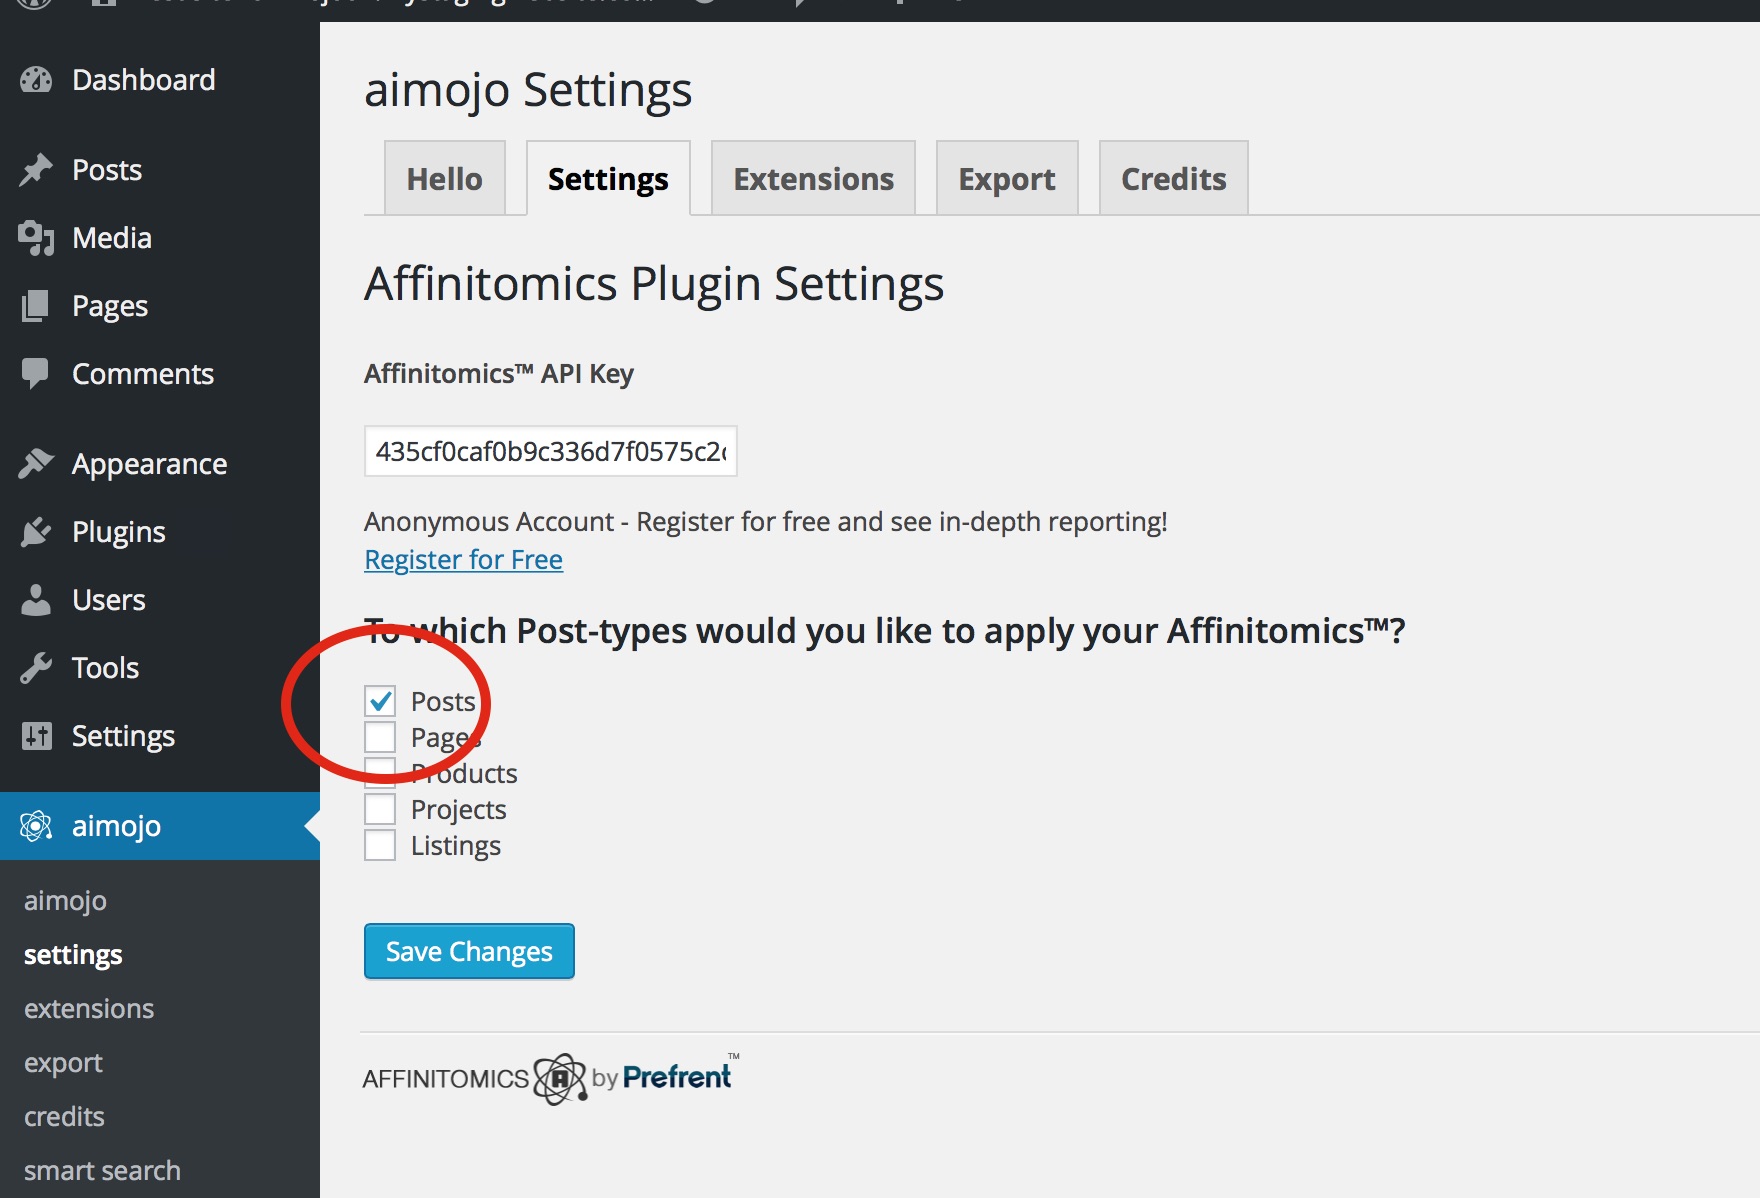 Dashboard
Posts
Media
Pages
Comments
Appearance
Plugins
Users
Tools
Settings
aimojo
aimojo
settings
extensions
export
credits
smart search
aimojo Settings
Hello
Settings
Extensions
Export
Credits
Affinitomics Plugin Settings
Affinitomics™ API Key
435cf0caf0b9c336d7f0575c2
Anonymous Account - Register for free and see in-depth reporting!
Register for Free
To which Post-types would you like to apply your Affinitomics™?
Posts
Pages
Products
Projects
Listings
Save Changes
AFFINITOMICS A by Prefrent™